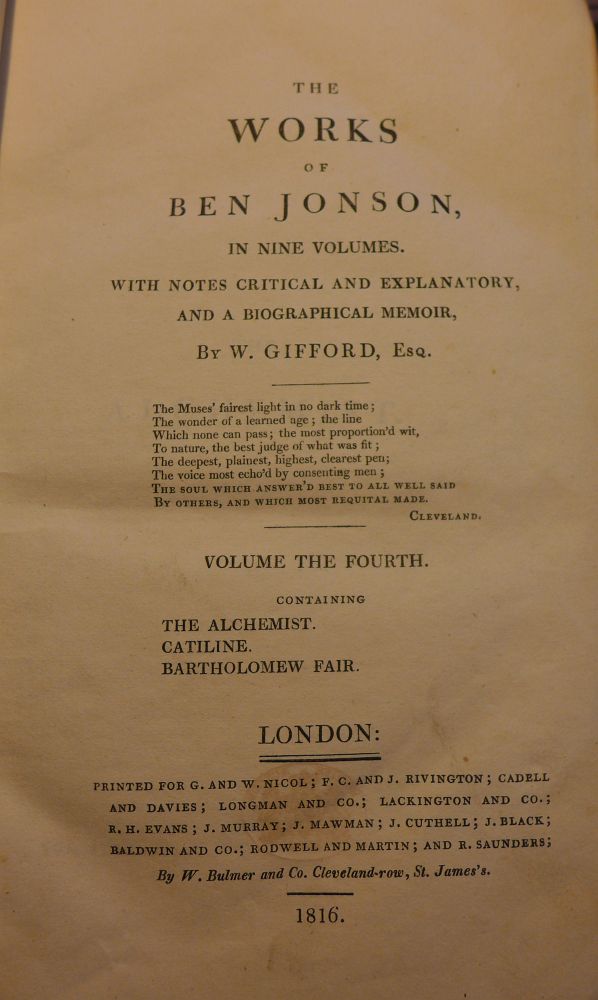 THE
WORKS
OF
BEN JONSON,
IN NINE VOLUMES.
WITH NOTES CRITICAL AND EXPLANATORY,
AND A BIOGRAPHICAL MEMOIR,
BY W. GIFFORD, ESQ.
The Muses' fairest light in no dark time;
The wonder of a learned age; the line
Which none can pass; the most proportion'd wit,
To nature, the best judge of what was fit;
The deepest, plainest, highest, clearest pen;
The voice most echo'd by consenting men;
THE SOUL WHICH ANSWER'D BEST TO ALL WELL SAID
BY OTHERS, AND WHICH MOST REQUITAL MADE.
CLEVELAND.
VOLUME THE FOURTH.
CONTAINING
THE ALCHEMIST.
CATILINE.
BARTHOLOMEW FAIR.
LONDON:
PRINTED FOR G. AND W. NICOL; F. C. AND J. RIVINGTON; CADELL
AND DAVIES; LONGMAN AND CO.; LACKINGTON AND CO.;
R. H. EVANS; J. MURRAY; J. MAWMAN; J. CUTHELL; J. BLACK;
BALDWIN AND CO.; RODWELL AND MARTIN; AND R. SAUNDERS;
By W. Bulmer and Co. Cleveland-row, St. James's.
1816.